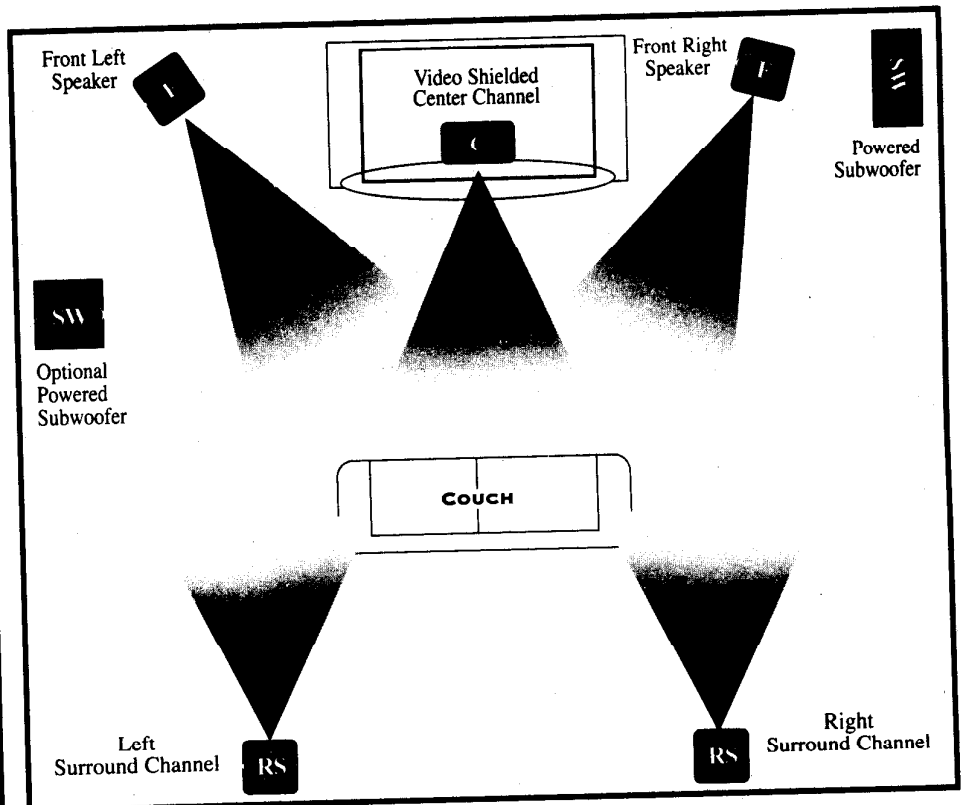 Front Left
Speaker
F
Video Shielded
Center Channel
C
Front Right
Speaker
F
SW
Powered
Subwoofer
SW
Optional
Powered
Subwoofer
COUCH
Left
Surround Channel
RS
Right
Surround Channel
RS